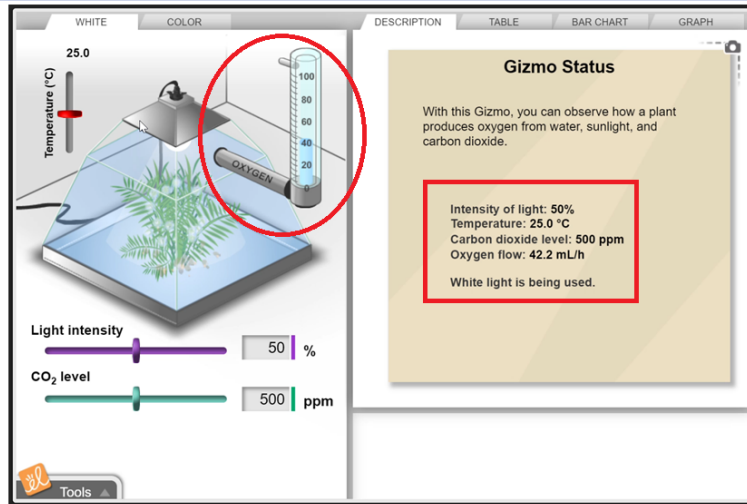 WHITE
COLOR
DESCRIPTION
TABLE
BAR CHART
GRAPH
25.0
Temperature (°C)
100
80
60
40
20
0
OXYGEN
Light intensity
50 %
CO₂ level
500 ppm
el
Tools
Gizmo Status
With this Gizmo, you can observe how a plant
produces oxygen from water, sunlight, and
carbon dioxide.
Intensity of light: 50%
Temperature: 25.0 °C
Carbon dioxide level: 500 ppm
Oxygen flow: 42.2 mL/h
White light is being used.